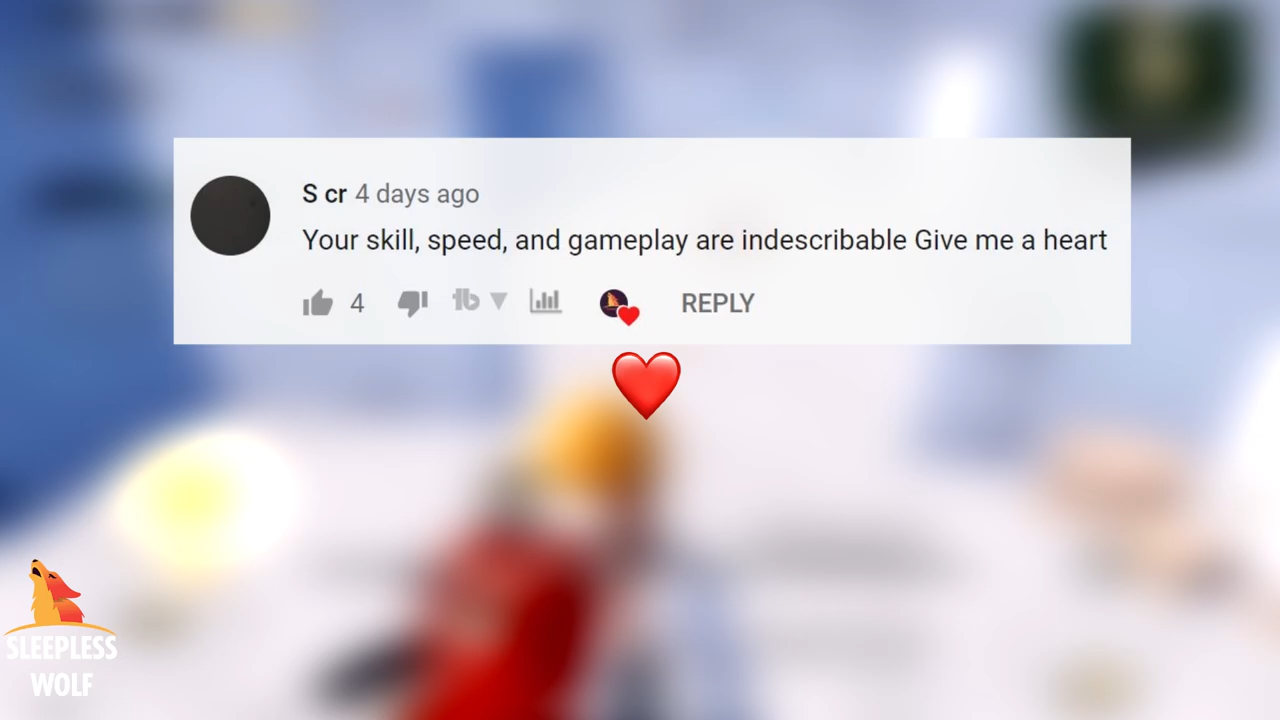 S cr 4 days ago
Your skill, speed, and gameplay are indescribable Give me a heart
4
REPLY
SLEEPLESS
WOLF